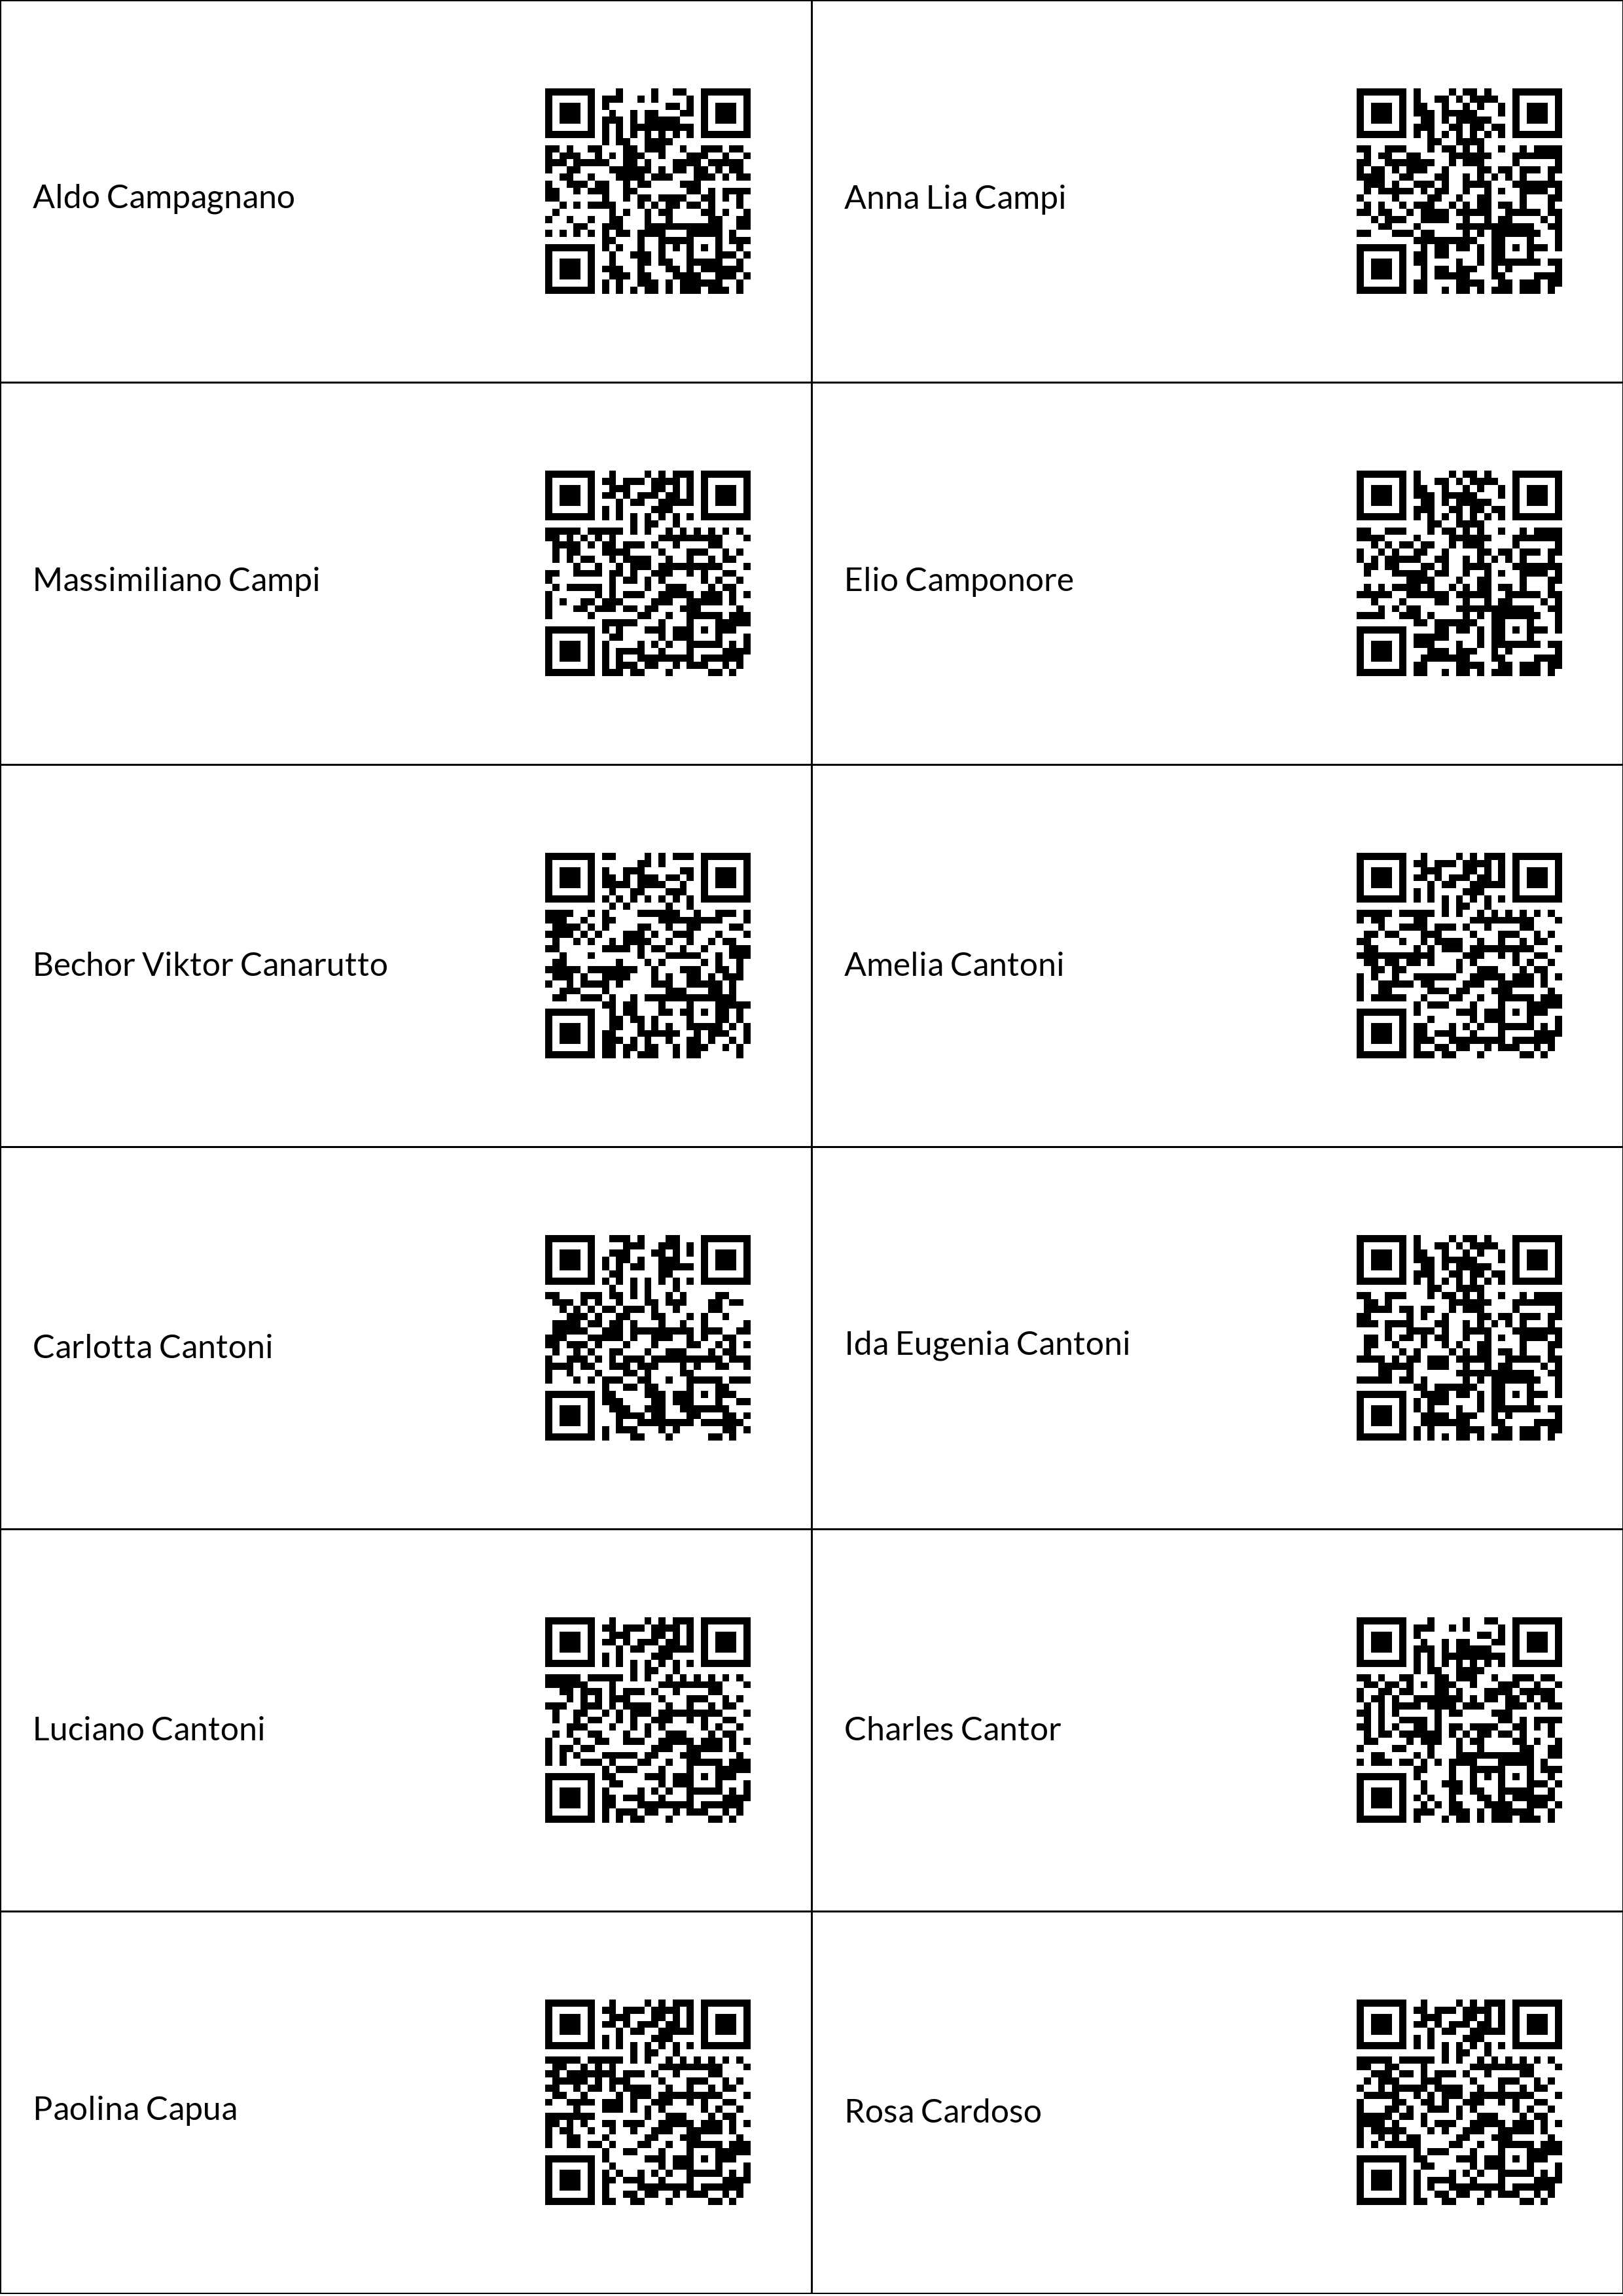 Aldo Campagnano
Anna Lia Campi
Massimiliano Campi
Elio Camponore
Bechor Viktor Canarutto
Amelia Cantoni
Carlotta Cantoni
Ida Eugenia Cantoni
Luciano Cantoni
Charles Cantor
Paolina Capua
Rosa Cardoso